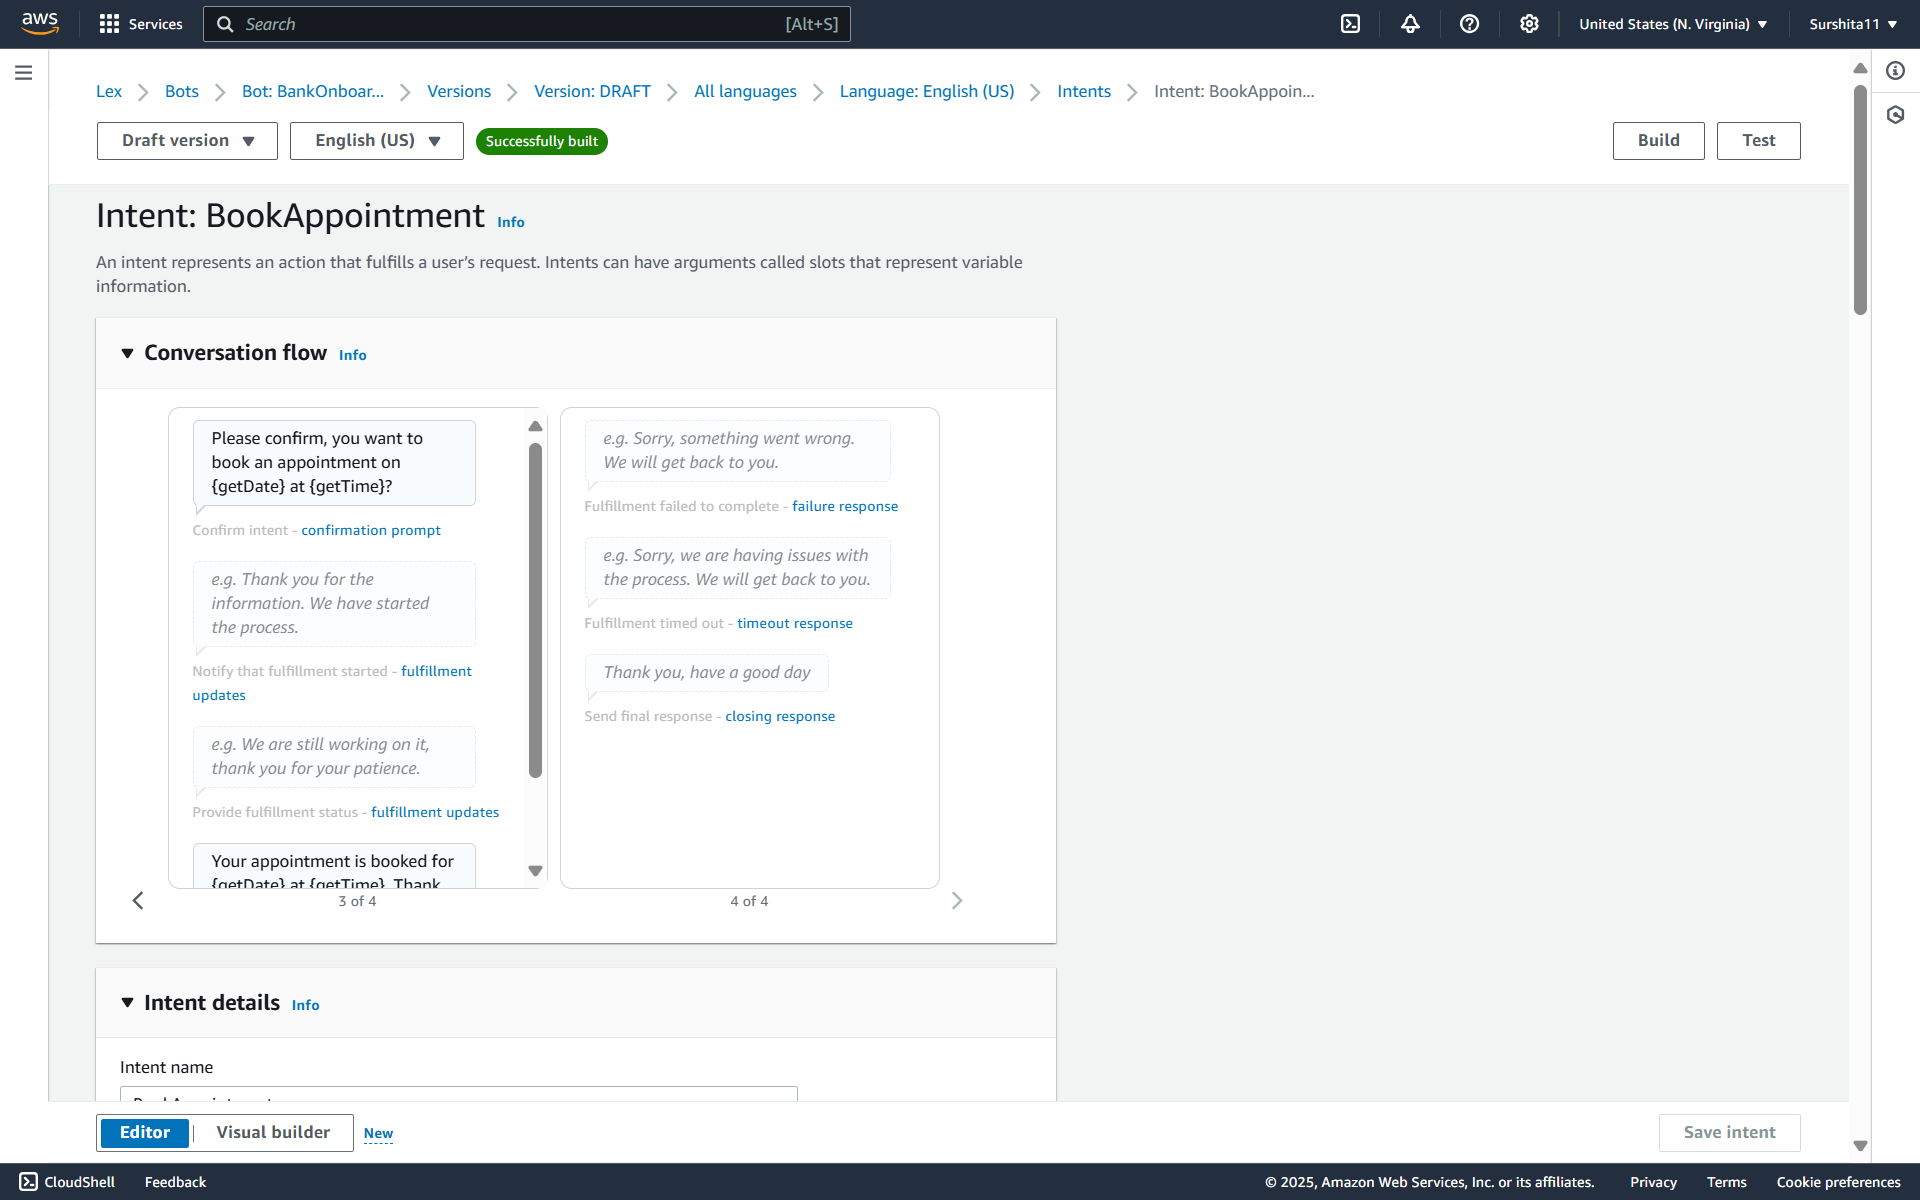 aws
Services
Search
[Alt+S]
United States (N. Virginia)
Surshita11
Lex
Bots
Bot: BankOnboar...
Versions
Version: DRAFT
All languages
Language: English (US)
Intents
Intent: BookAppoin...
Draft version
English (US)
Successfully built
Build
Test
Intent: BookAppointment Info
An intent represents an action that fulfills a user's request. Intents can have arguments called slots that represent variable
information.
Conversation flow Info
Please confirm, you want to
book an appointment on
{getDate} at {getTime}?
Confirm intent - confirmation prompt
e.g. Thank you for the
information. We have started
the process.
Notify that fulfillment started - fulfillment
updates
e.g. We are still working on it,
thank you for your patience.
Provide fulfillment status - fulfillment updates
Your appointment is booked for
{getDate} at {getTime}. Thank
3 of 4
e.g. Sorry, something went wrong.
We will get back to you.
Fulfillment failed to complete - failure response
e.g. Sorry, we are having issues with
the process. We will get back to you.
Fulfillment timed out - timeout response
Thank you, have a good day
Send final response - closing response
4 of 4
Intent details Info
Intent name
BookAppointment
Editor
Visual builder
New
Save intent
CloudShell
Feedback
© 2025, Amazon Web Services, Inc. or its affiliates.
Privacy
Terms
Cookie preferences